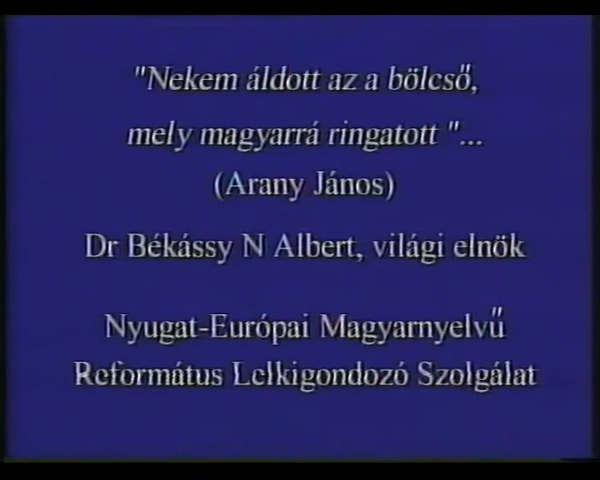 "Nekem áldott az a bölcső,
mely magyarrá ringatott "...
(Arany János)
Dr Békássy N Albert, világi elnök
Nyugat-Európai Magyarnyelvű
Református Lelkigondozó Szolgálat